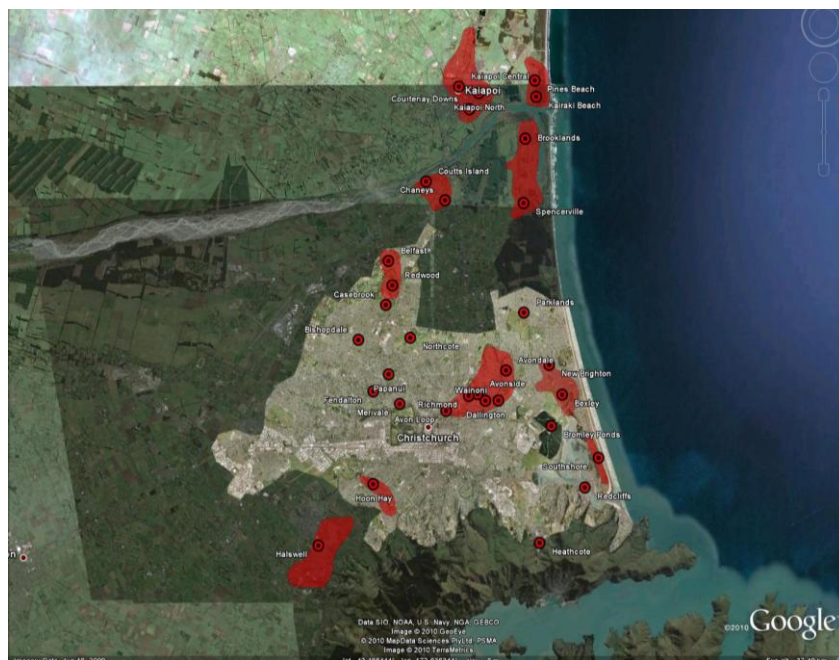 Kaiapoi Central
Kaiapoi
Pines Beach
Courtenay Downs
Kairaki Beach
Kaiapoi North
Brooklands
Coutts Island
Chaneys
Spencerville
Belfast
Redwood
Casebrook
Parklands
Bishopdale
Northcote
Avondale
New Brighton
Papanui
Wainoni
Avonside
Fendalton
Richmond
Bexley
Merivale
Dallington
Avon Loop
Christchurch
Bromley Ponds
Southshore
Hoon Hay
Redcliffs
Halswell
Heathcote
Data SIO, NOAA, U.S. Navy, NGA, GEBCO
Image © 2010 GeoEye
© 2010 MapData Sciences PtyLtd, PSMA
Image © 2010 TerraMetrics
©2010 Google